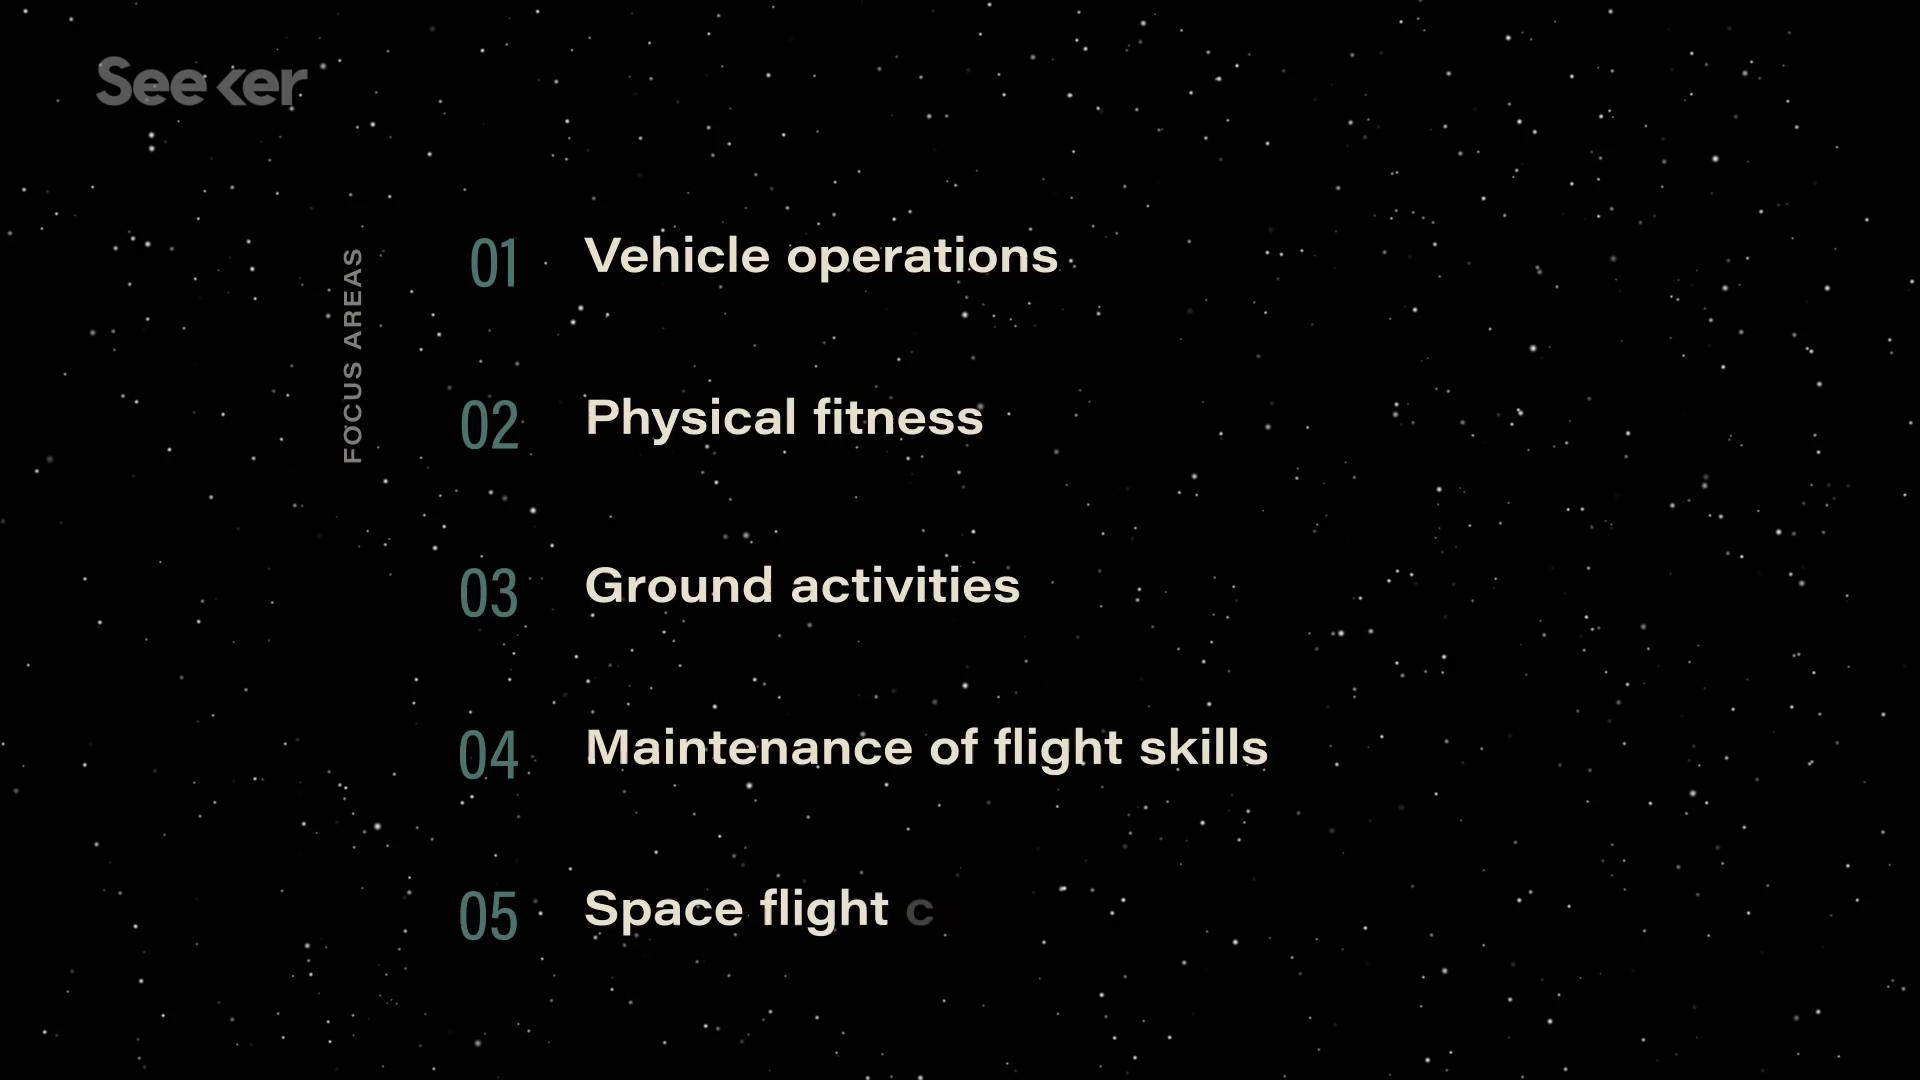 Seeker
FOCUS AREAS
01 Vehicle operations
02 Physical fitness
03 Ground activities
04 Maintenance of flight skills
05 Space flight c